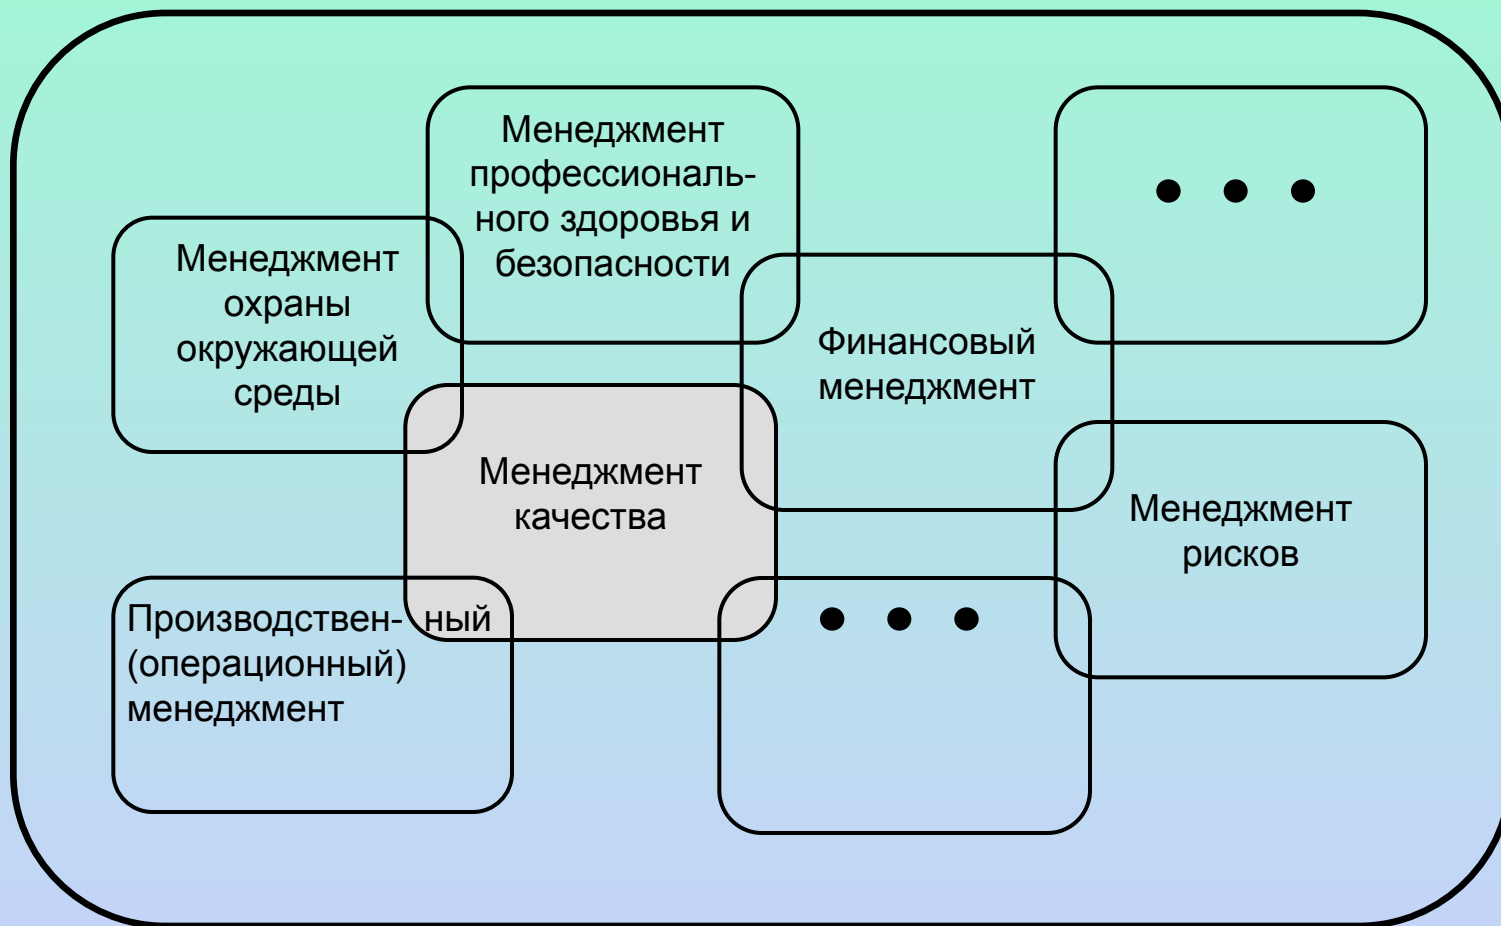 Менеджмент
профессиональ-
ного здоровья и
безопасности
• • •
Менеджмент
охраны
окружающей
среды
Финансовый
менеджмент
Менеджмент
качества
Менеджмент
рисков
Производствен- ный
(операционный)
менеджмент
• • •